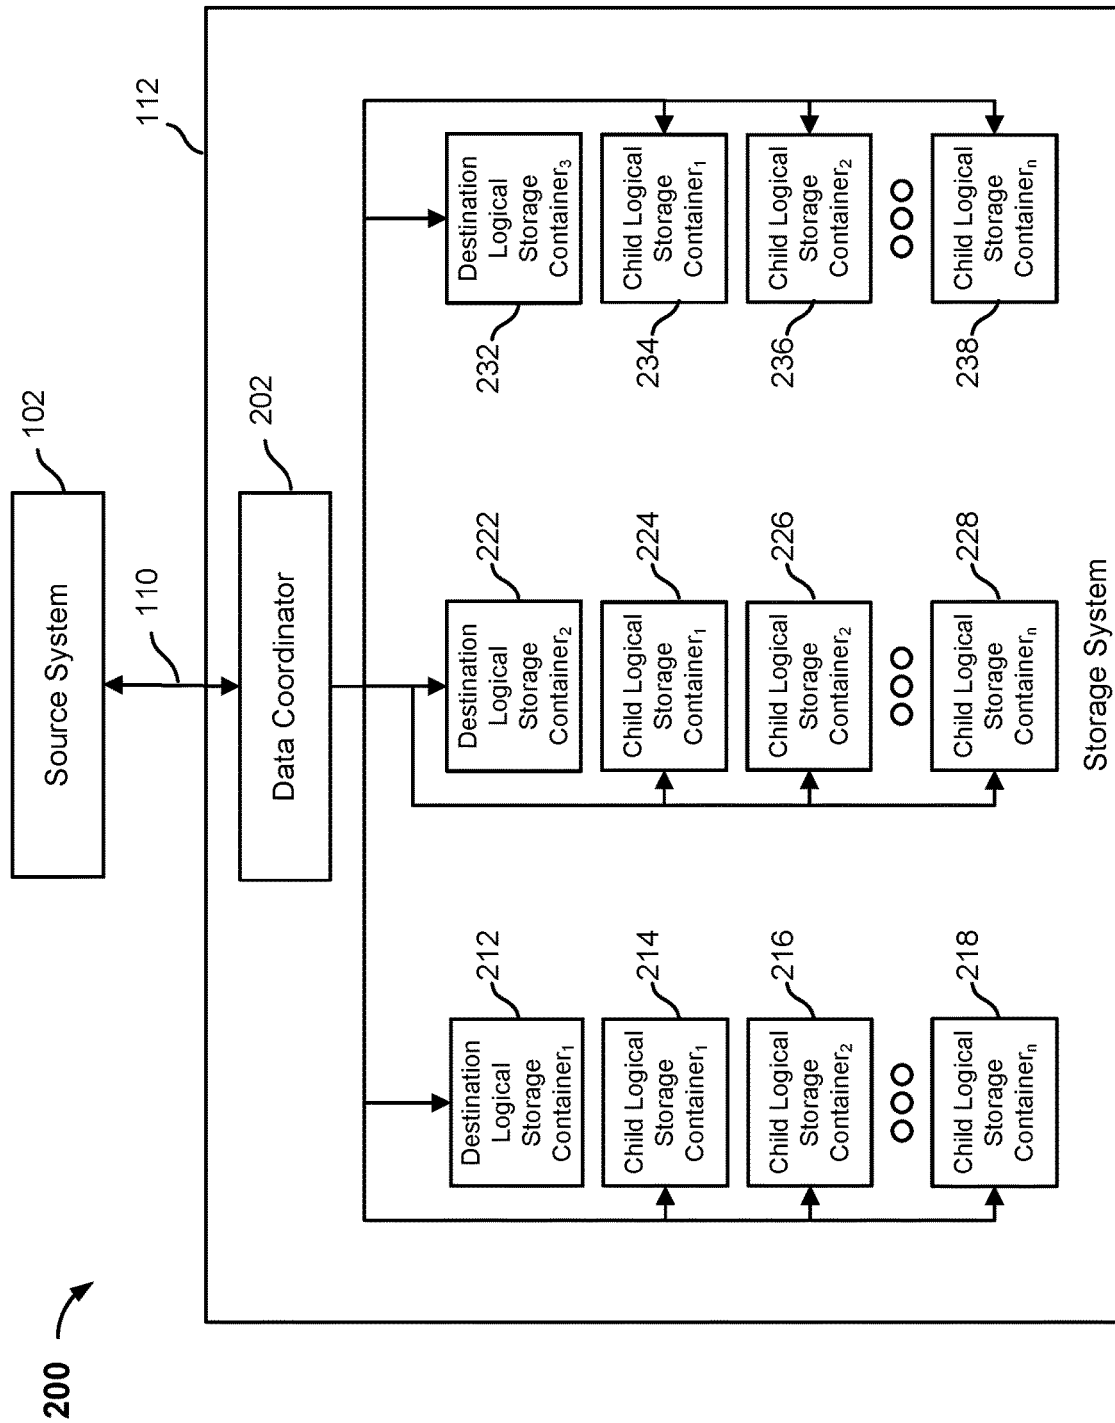 200
Source System
102
110
112
Data Coordinator
202
Destination
Logical
Storage
Container₁
212
Child Logical
Storage
Container₁
214
Child Logical
Storage
Container₂
216
Child Logical
Storage
Containerₙ
218
Destination
Logical
Storage
Container₂
222
Child Logical
Storage
Container₁
224
Child Logical
Storage
Container₂
226
Child Logical
Storage
Containerₙ
228
Destination
Logical
Storage
Container₃
232
Child Logical
Storage
Container₁
234
Child Logical
Storage
Container₂
236
Child Logical
Storage
Containerₙ
238
Storage System